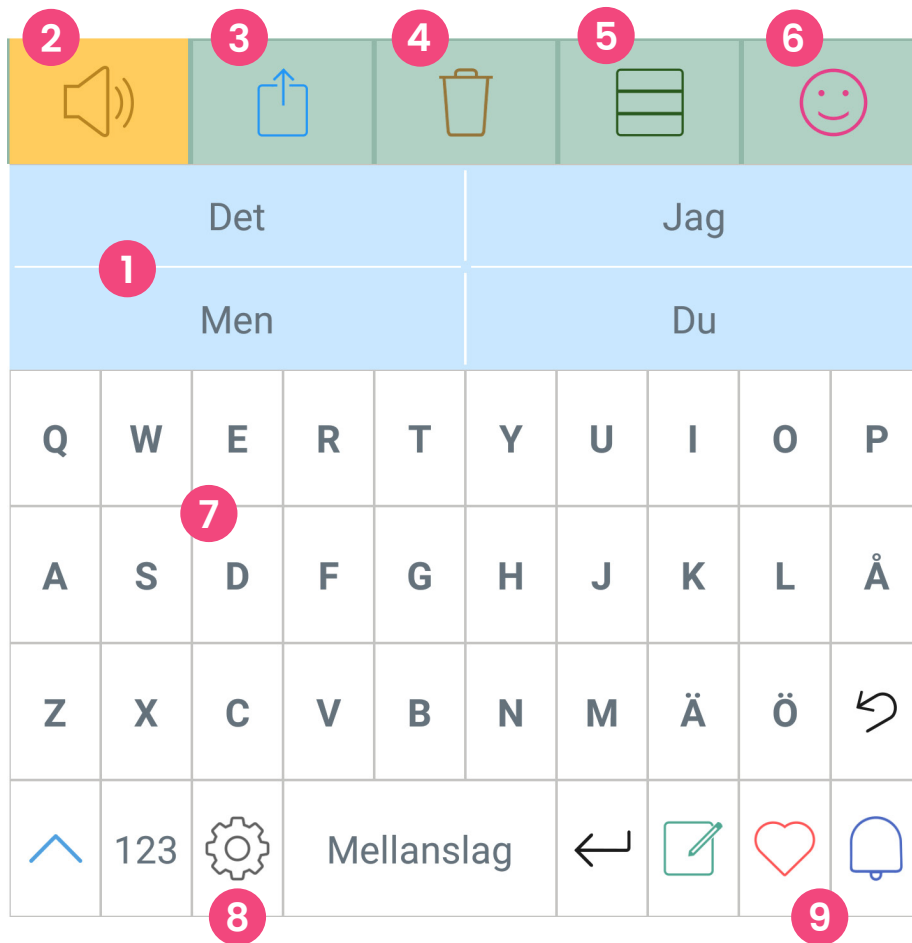 2 3 4 5 6
Det Jag
1
Men Du
Q W E R T Y U I O P
7
A S D F G H J K L Å
Z X C V B N M Ä Ö
123 Mellanslag
8 9